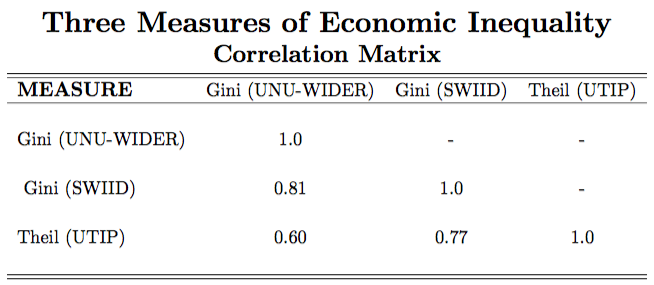 Three Measures of Economic Inequality
Correlation Matrix
MEASURE Gini (UNU-WIDER) Gini (SWIID) Theil (UTIP)
Gini (UNU-WIDER) 1.0 - -
Gini (SWIID) 0.81 1.0 -
Theil (UTIP) 0.60 0.77 1.0